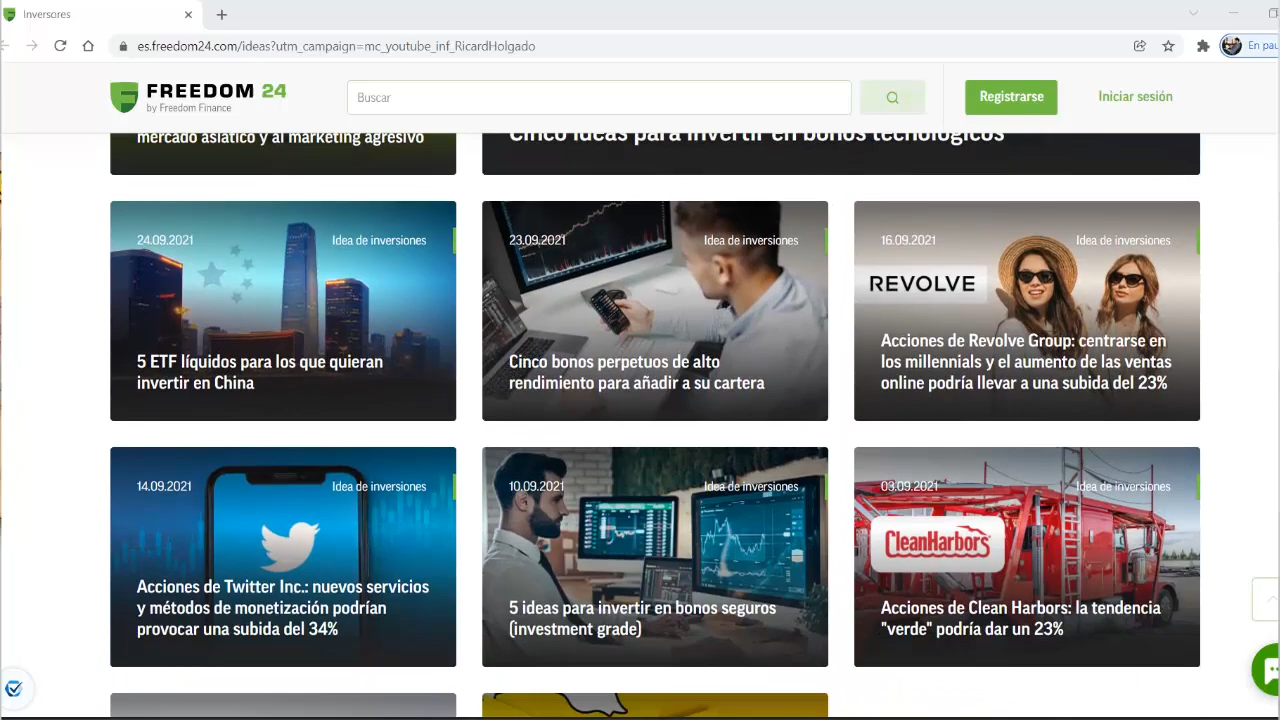 Inversores
es.freedom24.com/ideas?utm_campaign=mc_youtube_inf_RicardHolgado
En pau
FREEDOM 24
by Freedom Finance
Buscar
Registrarse
Iniciar sesión
mercado asiático y al marketing agresivo
Cinco ideas para invertir en bonos tecnológicos
24.09.2021
Idea de inversiones
5 ETF líquidos para los que quieran
invertir en China
23.09.2021
Idea de inversiones
Cinco bonos perpetuos de alto
rendimiento para añadir a su cartera
16.09.2021
Idea de inversiones
REVOLVE
Acciones de Revolve Group: centrarse en
los millennials y el aumento de las ventas
online podría llevar a una subida del 23%
14.09.2021
Idea de inversiones
Acciones de Twitter Inc.: nuevos servicios
y métodos de monetización podrían
provocar una subida del 34%
10.09.2021
Idea de inversiones
5 ideas para invertir en bonos seguros
(investment grade)
03.09.2021
Idea de inversiones
CleanHarbors
Acciones de Clean Harbors: la tendencia
"verde" podría dar un 23%